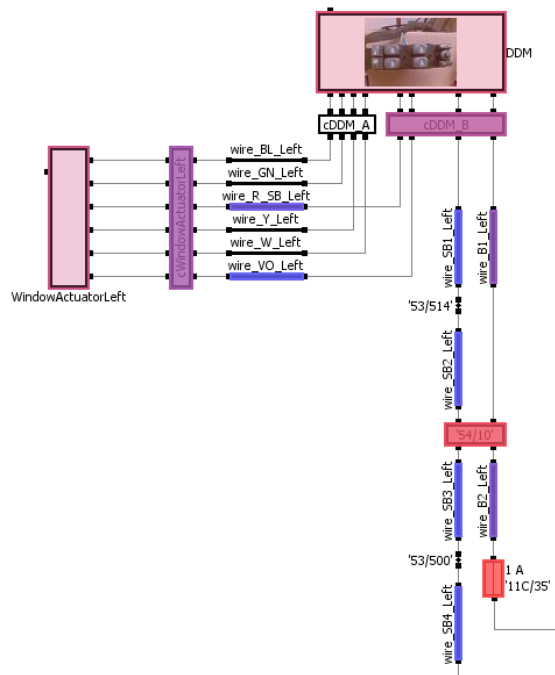 DDM
cDDM_A
cDDM_B
wire_BL_Left
wire_GN_Left
wire_R_SB_Left
wire_Y_Left
wire_W_Left
wire_VO_Left
cWindowActuatorLeft
WindowActuatorLeft
wire_SB1_Left
wire_B1_Left
'53/514'
wire_SB2_Left
'54/10'
wire_SB3_Left
wire_B2_Left
'53/500'
1 A
'11C/35'
wire_SB4_Left